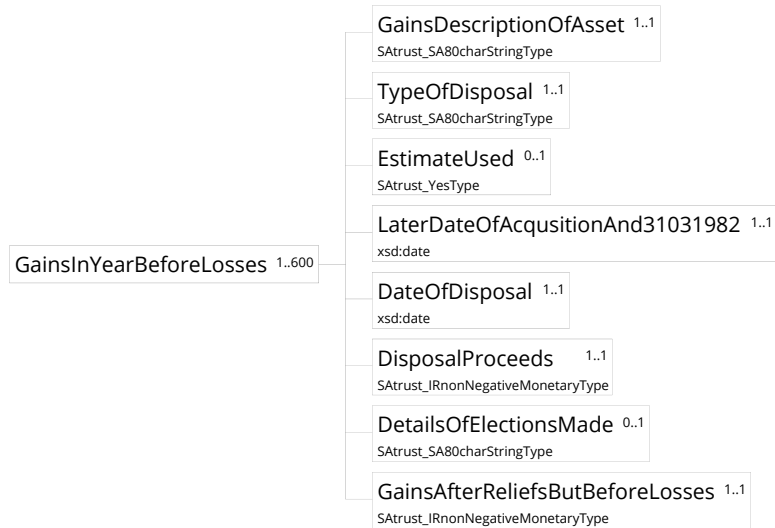 GainsDescriptionOfAsset 1..1
SAtrust_SA80charStringType
TypeOfDisposal 1..1
SAtrust_SA80charStringType
EstimateUsed 0..1
SAtrust_YesType
LaterDateOfAcqusitionAnd31031982 1..1
xsd:date
GainsInYearBeforeLosses 1..600
DateOfDisposal 1..1
xsd:date
DisposalProceeds 1..1
SAtrust_IRnonNegativeMonetaryType
DetailsOfElectionsMade 0..1
SAtrust_SA80charStringType
GainsAfterReliefsButBeforeLosses 1..1
SAtrust_IRnonNegativeMonetaryType